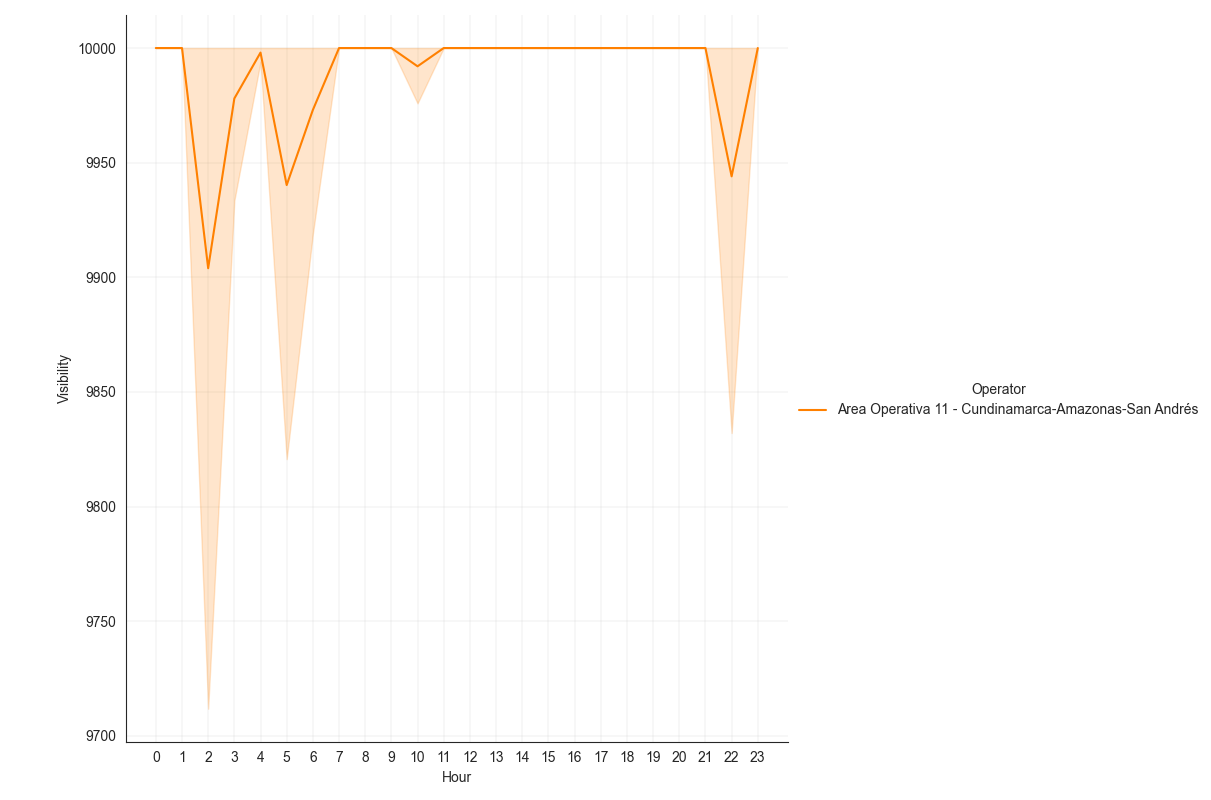 10000
9950
9900
9850
9800
9750
9700
Visibility
0 1 2 3 4 5 6 7 8 9 10 11 12 13 14 15 16 17 18 19 20 21 22 23
Hour
Operator
Area Operativa 11 - Cundinamarca-Amazonas-San Andrés